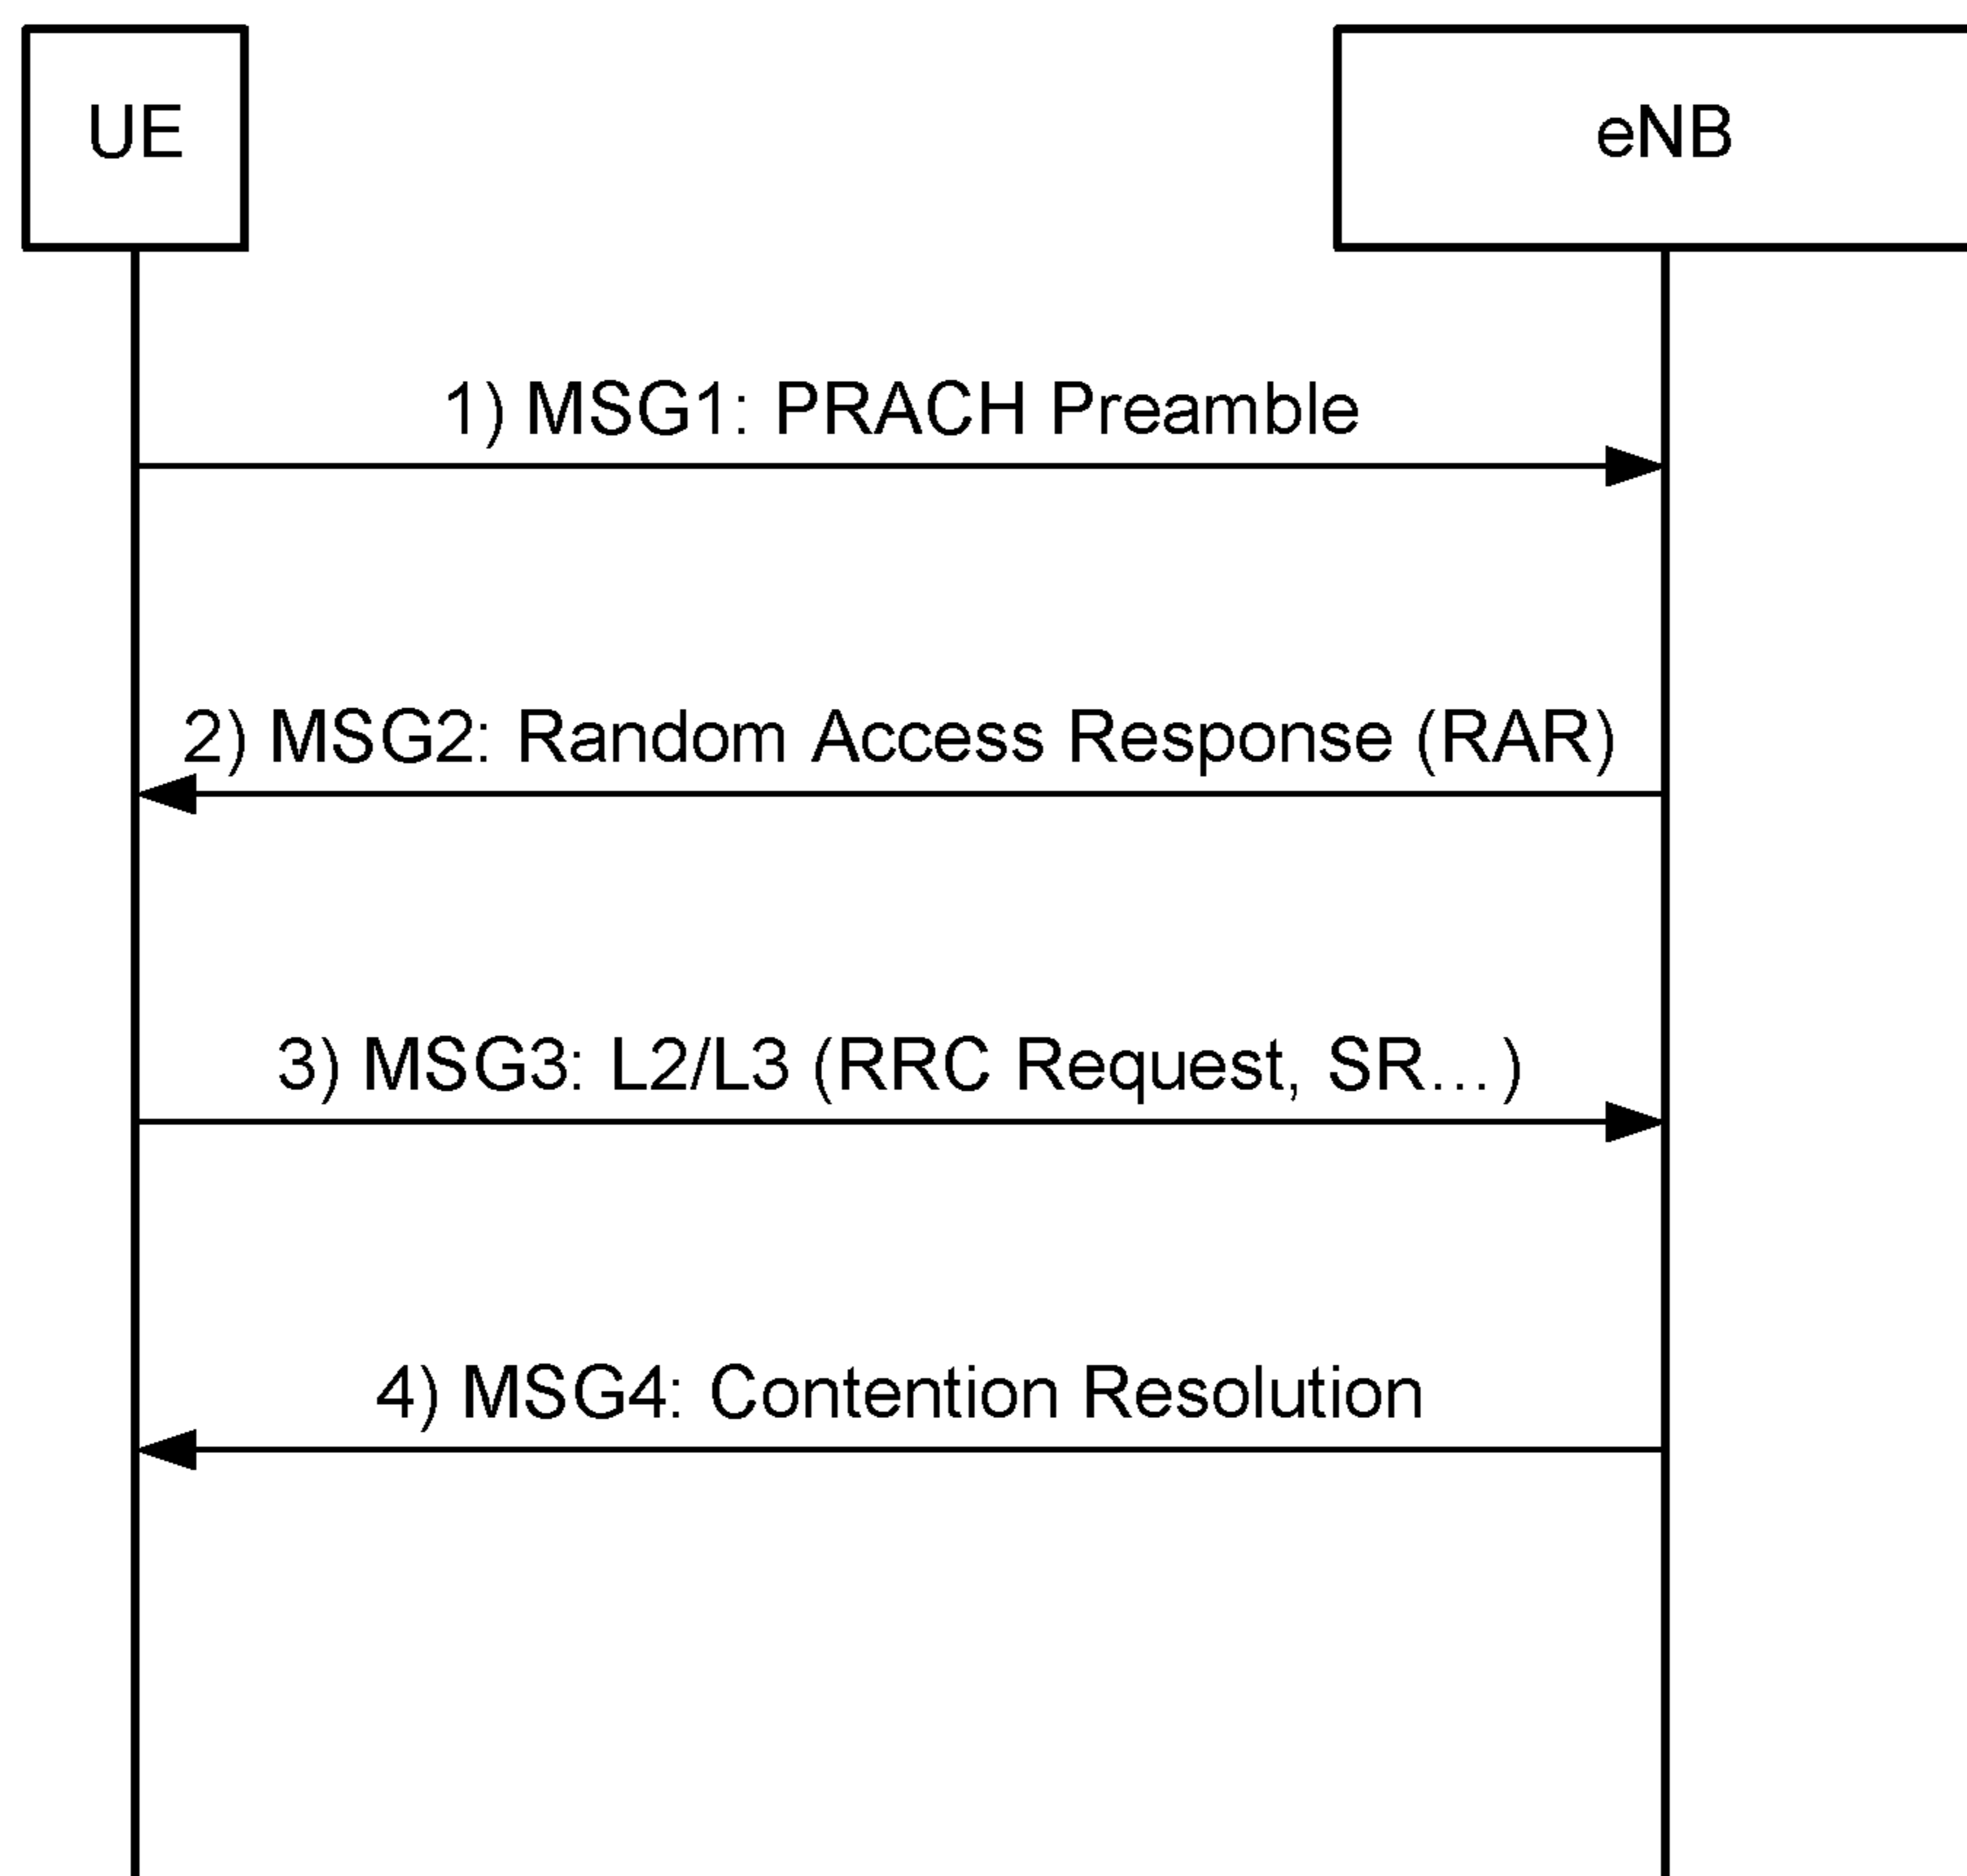 UE
eNB
1) MSG1: PRACH Preamble
2) MSG2: Random Access Response (RAR)
3) MSG3: L2/L3 (RRC Request, SR...)
4) MSG4: Contention Resolution